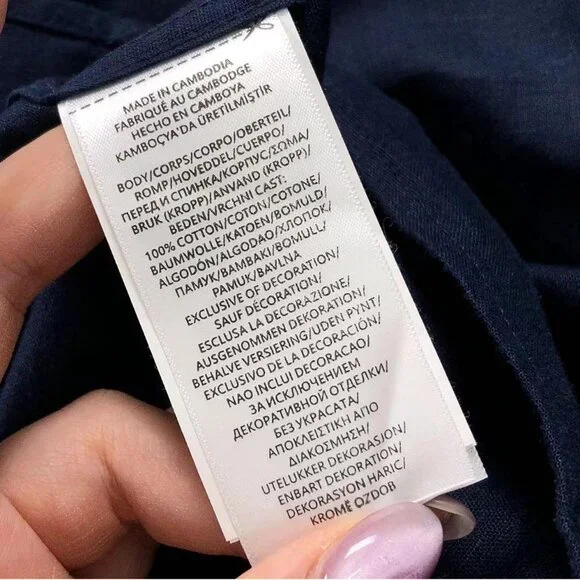 MADE IN CAMBODIA
FABRIQUÉ AU CAMBODGE
HECHO EN CAMBOYA
KAMBOÇYA'DA ÜRETILMIŞTIR
BODY/CORPS/CORPO/OBERTEIL/
ROMP/HOVEDDEL/CUERPO/
ПЕРЕД И СПИНКА/КОРПУС/ΣΩΜΑ/
BRUK (KROPP)/ANVAND (KROPP)/
BEDEN/VRCHNI CAST:
100% COTTON/COTON/COTONE/
BAUMWOLLE/KATOEN/BOMULD/
ALGODÓN/ALGODAO/ХЛОПОК/
ΠΑΜΥΚ/BAMBAKI/BOMULL/
PAMUK/BAVLNA
EXCLUSIVE OF DECORATION/
SAUF DÉCORATION/
ESCLUSA LA DECORAZIONE/
AUSGENOMMEN DEKORATION/
BEHALVE VERSIERING/UDEN PYNT/
EXCLUSIVO DE LA DECORACIÓN/
NAO INCLUI DECORACAO/
ЗА ИСКЛЮЧЕНИЕМ
ДЕКОРАТИВНОЙ ОТДЕЛКИ/
БЕЗ УКРАСАТА/
ΑΠΟΚΛΕΙΣΤΙΚΗ ΑΠΟ
ΔΙΑΚΟΣΜΗΣΗ/
UTELUKKER DEKORASJON/
ENBART DEKORATION/
DEKORASYON HARIC/
KROMĚ OZDOB